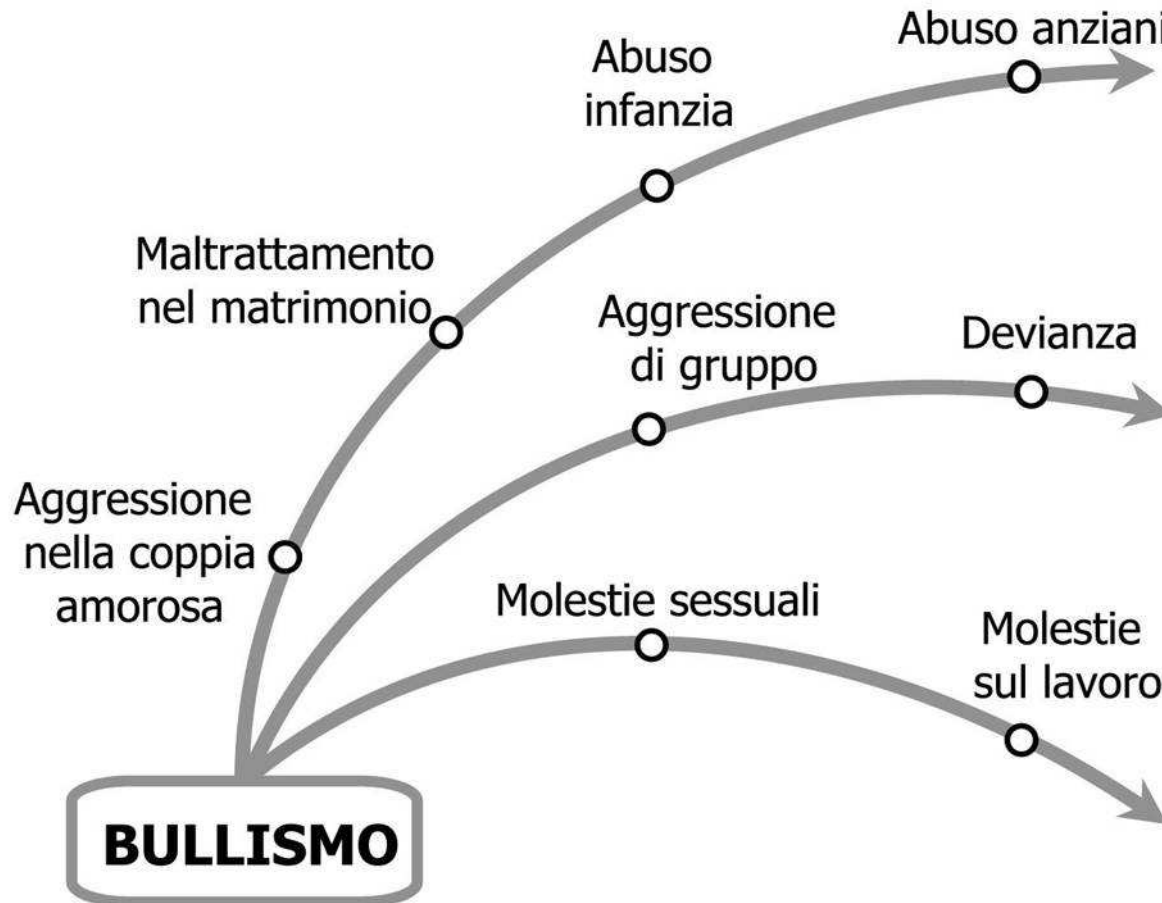 Abuso anziani
Abuso
infanzia
Maltrattamento
nel matrimonio
Aggressione
di gruppo
Devianza
Aggressione
nella coppia
amorosa
Molestie sessuali
Molestie
sul lavoro
BULLISMO